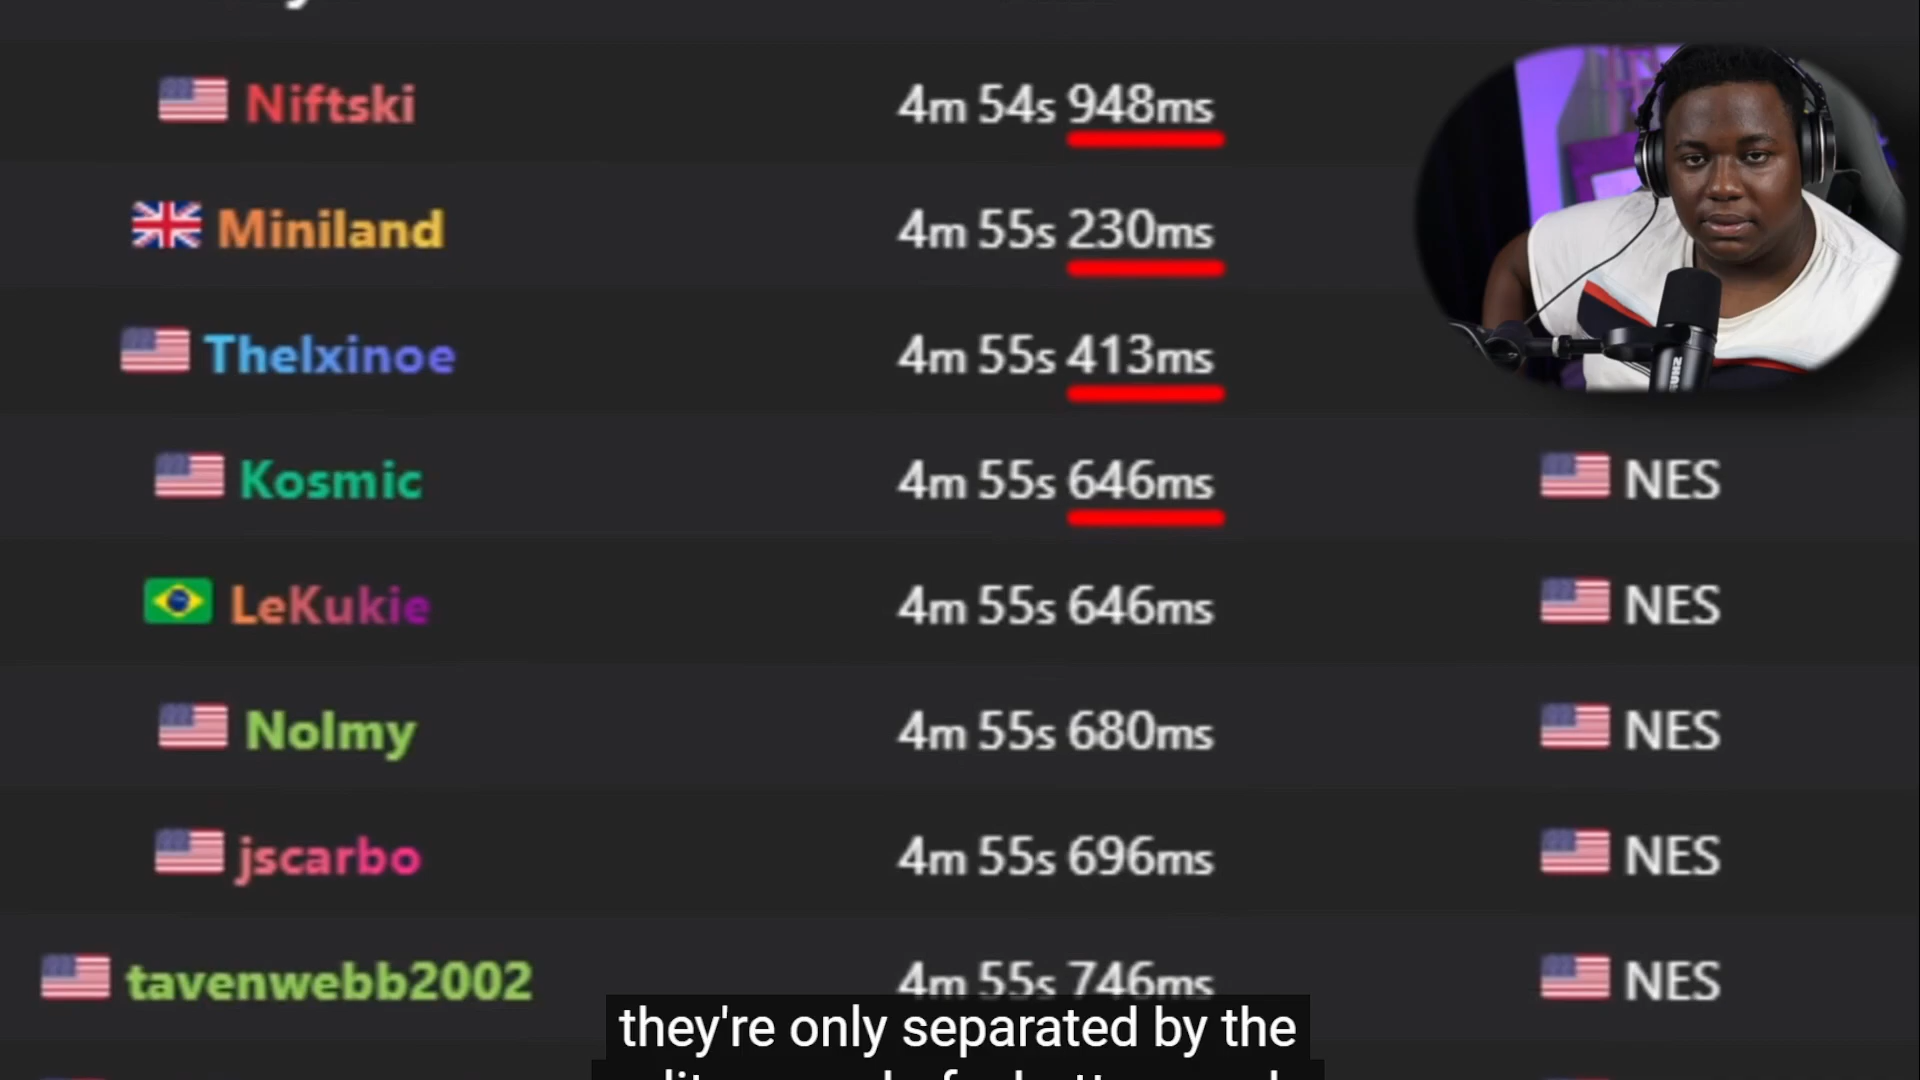 Niftski 4m 54s 948ms
Miniland 4m 55s 230ms
Thelxinoe 4m 55s 413ms
Kosmic 4m 55s 646ms NES
LeKukie 4m 55s 646ms NES
Nolmy 4m 55s 680ms NES
jscarbo 4m 55s 696ms NES
tavenwebb2002 4m 55s 746ms NES
they're only separated by the